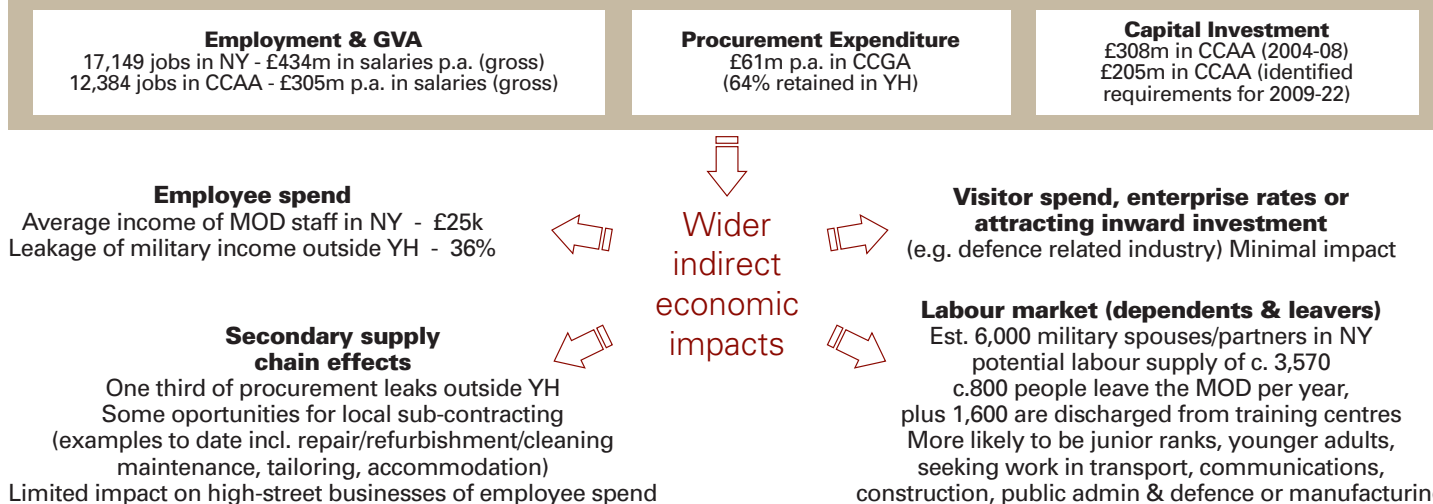 Employment & GVA
17,149 jobs in NY - £434m in salaries p.a. (gross)
12,384 jobs in CCAA - £305m p.a. in salaries (gross)
Procurement Expenditure
£61m p.a. in CCGA
(64% retained in YH)
Capital Investment
£308m in CCAA (2004-08)
£205m in CCAA (identified
requirements for 2009-22)
Employee spend
Average income of MOD staff in NY - £25k
Leakage of military income outside YH - 36%
Wider
indirect
economic
impacts
Visitor spend, enterprise rates or
attracting inward investment
(e.g. defence related industry) Minimal impact
Secondary supply
chain effects
One third of procurement leaks outside YH
Some oportunities for local sub-contracting
(examples to date incl. repair/refurbishment/cleaning
maintenance, tailoring, accommodation)
Limited impact on high-street businesses of employee spend
Labour market (dependents & leavers)
Est. 6,000 military spouses/partners in NY
potential labour supply of c. 3,570
c.800 people leave the MOD per year,
plus 1,600 are discharged from training centres
More likely to be junior ranks, younger adults,
seeking work in transport, communications,
construction, public admin & defence or manufacturing